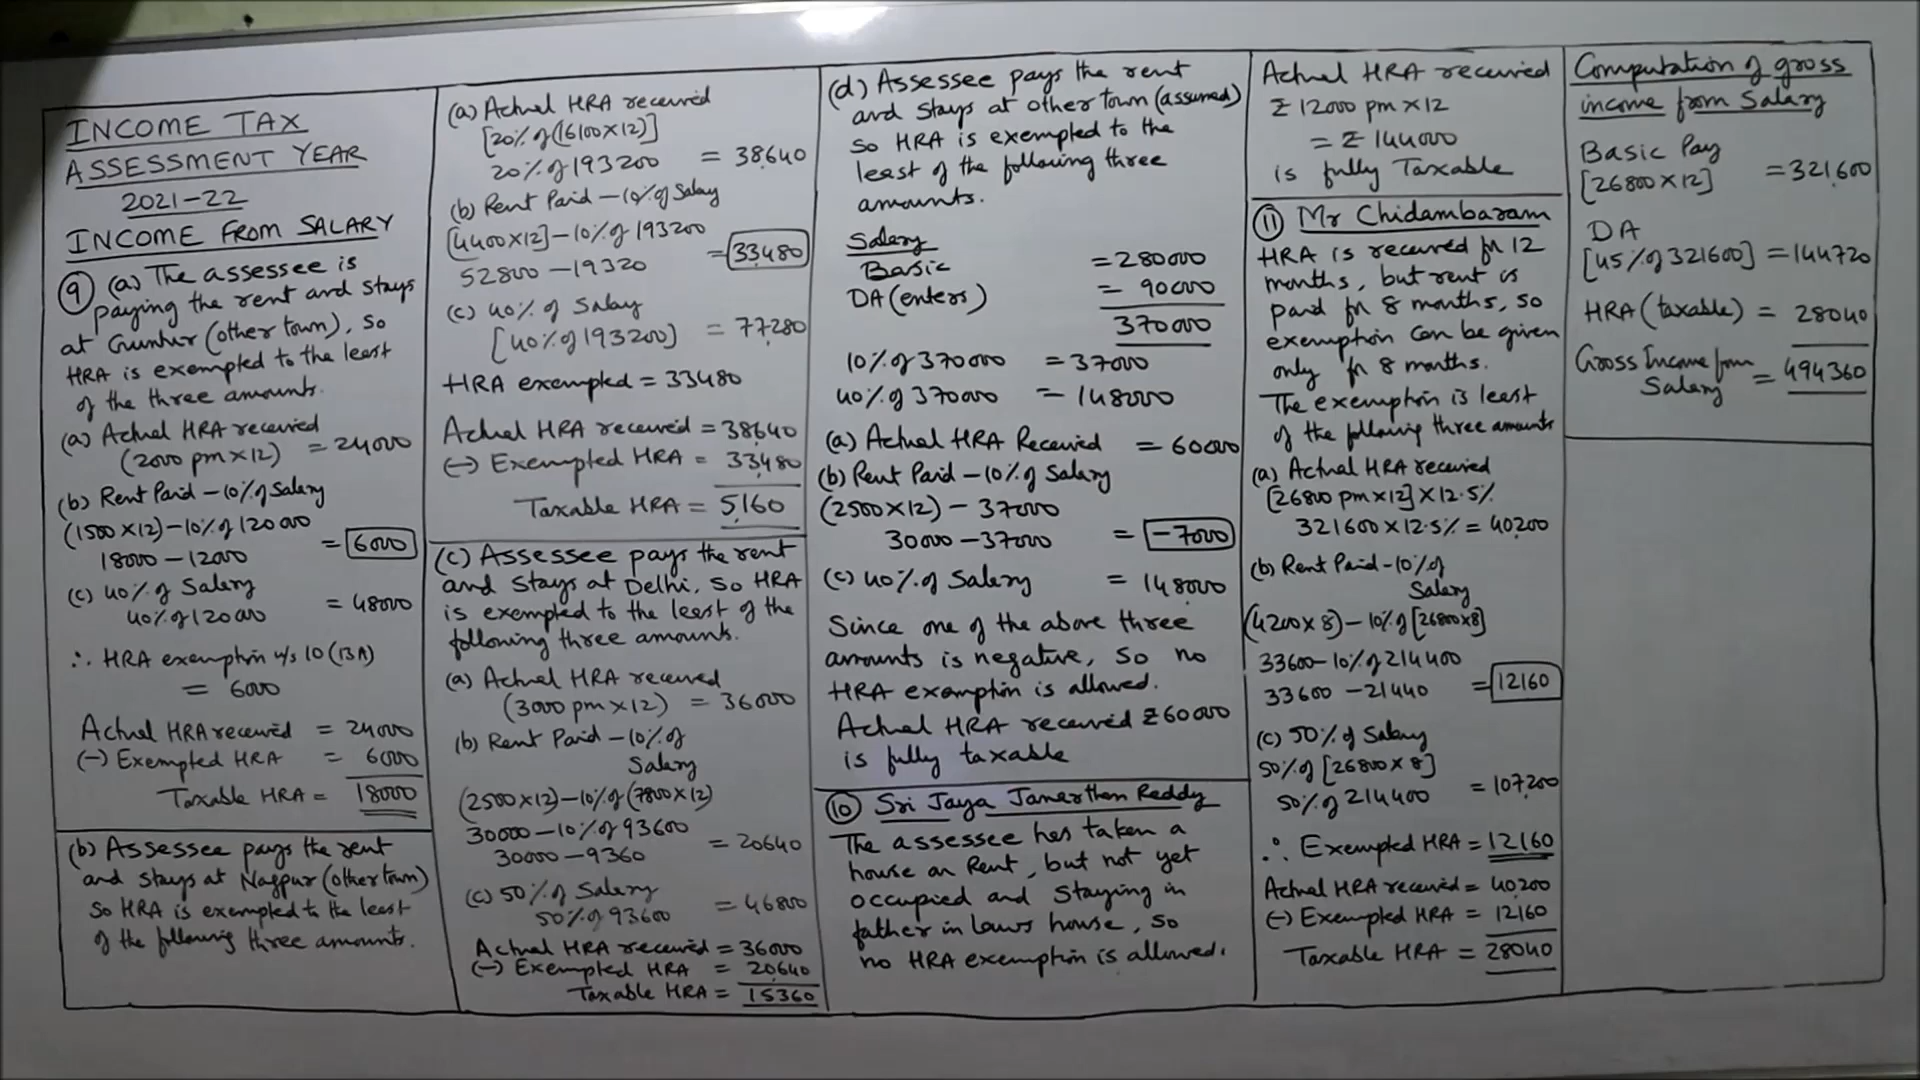 INCOME TAX
ASSESSMENT YEAR
2021-22
INCOME FROM SALARY
9 (a) The assessee is
paying the rent and stays
at Guntur (other town), so
HRA is exempted to the least
of the three amounts.
(a) Actual HRA received
(2000 pm x 12) = 24000
(b) Rent Paid - 10% of Salary
(1500 x 12) - 10% of 120000
18000 - 12000 = 6000
(c) 40% of Salary
40% of 120000 = 48000
∴ HRA exemption u/s 10 (13A)
= 6000
Actual HRA received = 24000
(-) Exempted HRA = 6000
Taxable HRA = 18000
(b) Assessee pays the rent
and stays at Nagpur (other town)
So HRA is exempted to the least
of the following three amounts.
(a) Actual HRA received
[20% of (16100 x 12)]
20% of 193200 = 38640
(b) Rent Paid - 10% of Salary
[4400 x 12] - 10% of 193200
52800 - 19320 = 33480
(c) 40% of Salary
[40% of 193200] = 77280
HRA exempted = 33480
Actual HRA received = 38640
(-) Exempted HRA = 33480
Taxable HRA = 5160
(c) Assessee pays the rent
and stays at Delhi, so HRA
is exempted to the least of the
following three amounts.
(a) Actual HRA received
(3000 pm x 12) = 36000
(b) Rent Paid - 10% of
Salary
(2500 x 12) - 10% of (7800 x 12)
30000 - 10% of 93600
30000 - 9360 = 20640
(c) 50% of Salary
50% of 93600 = 46800
Actual HRA received = 36000
(-) Exempted HRA = 20640
Taxable HRA = 15360
(d) Assessee pays the rent
and stays at other town (assumed)
so HRA is exempted to the
least of the following three
amounts.
Salary
Basic = 280000
DA (enters) = 90000
370000
10% of 370000 = 37000
40% of 370000 = 148000
(a) Actual HRA Received = 60000
(b) Rent Paid - 10% of Salary
(2500 x 12) - 37000
30000 - 37000 = -7000
(c) 40% of Salary = 148000
Since one of the above three
amounts is negative, so no
HRA exemption is allowed.
Actual HRA received ₹60000
is fully taxable
10 Sri Jaya Janarthan Reddy
The assessee has taken a
house on Rent, but not yet
occupied and staying in
father in laws house, so
no HRA exemption is allowed.
Actual HRA received
₹ 12000 pm x 12
= ₹ 144000
is fully Taxable
11 Mr Chidambaram
HRA is received for 12
months, but rent is
paid for 8 months, so
exemption can be given
only for 8 months.
The exemption is least
of the following three amounts
(a) Actual HRA received
[26800 pm x 12] x 12.5%
321600 x 12.5% = 40200
(b) Rent Paid - 10% of
Salary
(4200 x 8) - 10% of [26800 x 8]
33600 - 10% of 214400
33600 - 21440 = 12160
(c) 50% of Salary
50% of [26800 x 8]
50% of 214400 = 107200
∴ Exempted HRA = 12160
Actual HRA received = 40200
(-) Exempted HRA = 12160
Taxable HRA = 28040
Computation of gross
income from Salary
Basic Pay
[26800 x 12] = 321600
DA
[45% of 321600] = 144720
HRA (taxable) = 28040
Gross Income from
Salary = 494360